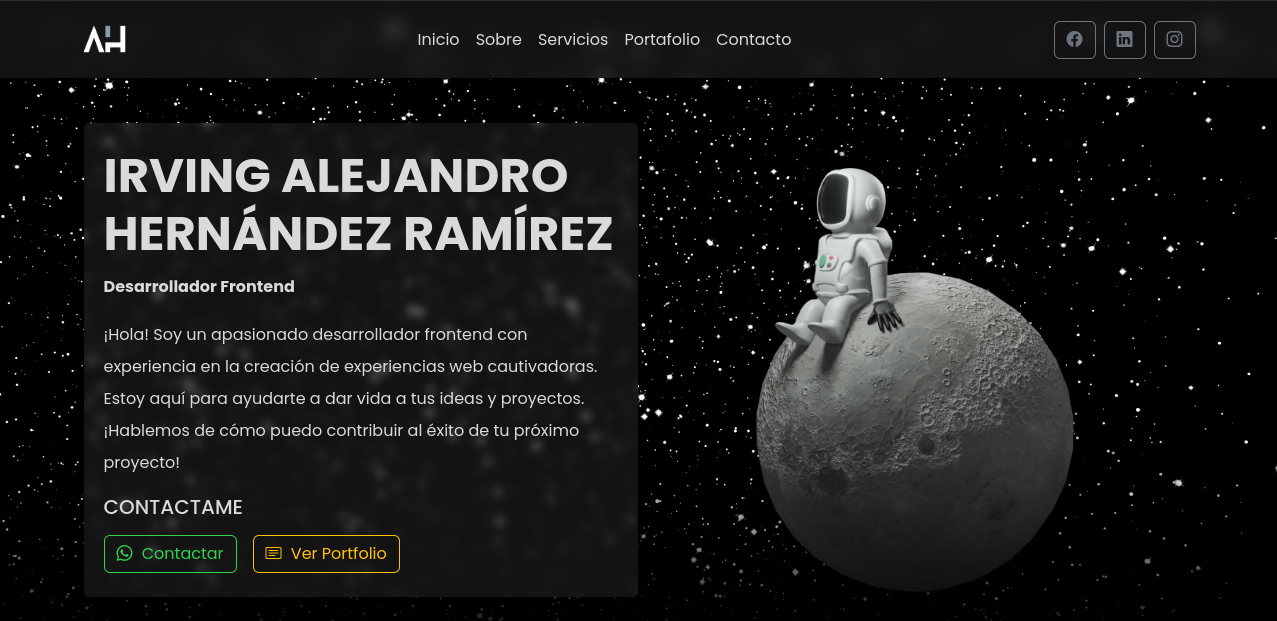 AH
Inicio Sobre Servicios Portafolio Contacto
IRVING ALEJANDRO
HERNÁNDEZ RAMÍREZ
Desarrollador Frontend
¡Hola! Soy un apasionado desarrollador frontend con
experiencia en la creación de experiencias web cautivadoras.
Estoy aquí para ayudarte a dar vida a tus ideas y proyectos.
¡Hablemos de cómo puedo contribuir al éxito de tu próximo
proyecto!
CONTACTAME
Contactar Ver Portfolio